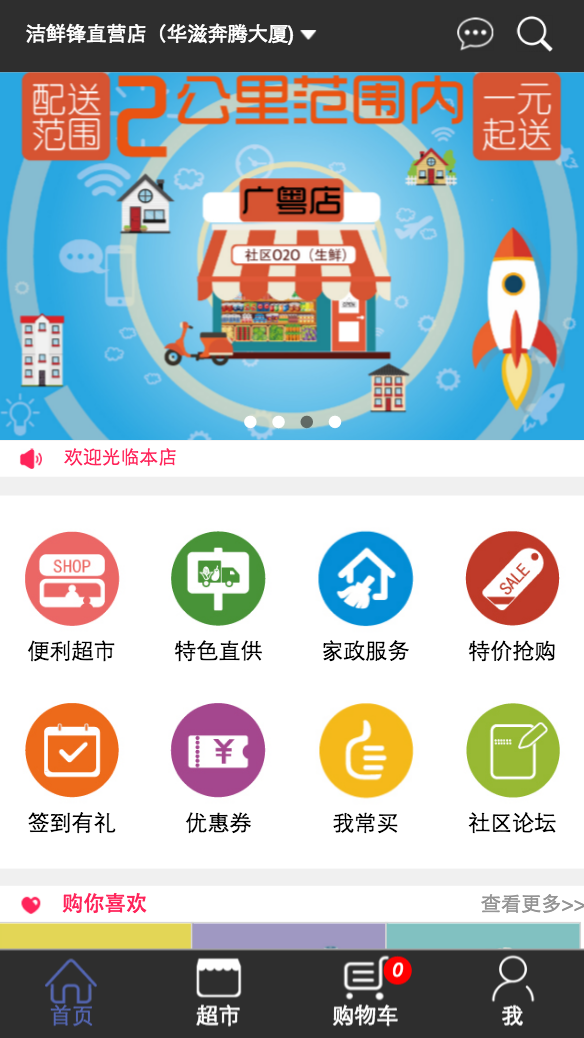 洁鲜锋直营店（华滋奔腾大厦)
配送
范围
2公里范围内
一元
起送
广粤店
社区O2O（生鲜）
欢迎光临本店
SHOP
SALE
便利超市
特色直供
家政服务
特价抢购
¥
签到有礼
优惠券
我常买
社区论坛
购你喜欢
查看更多>>
0
首页
超市
购物车
我